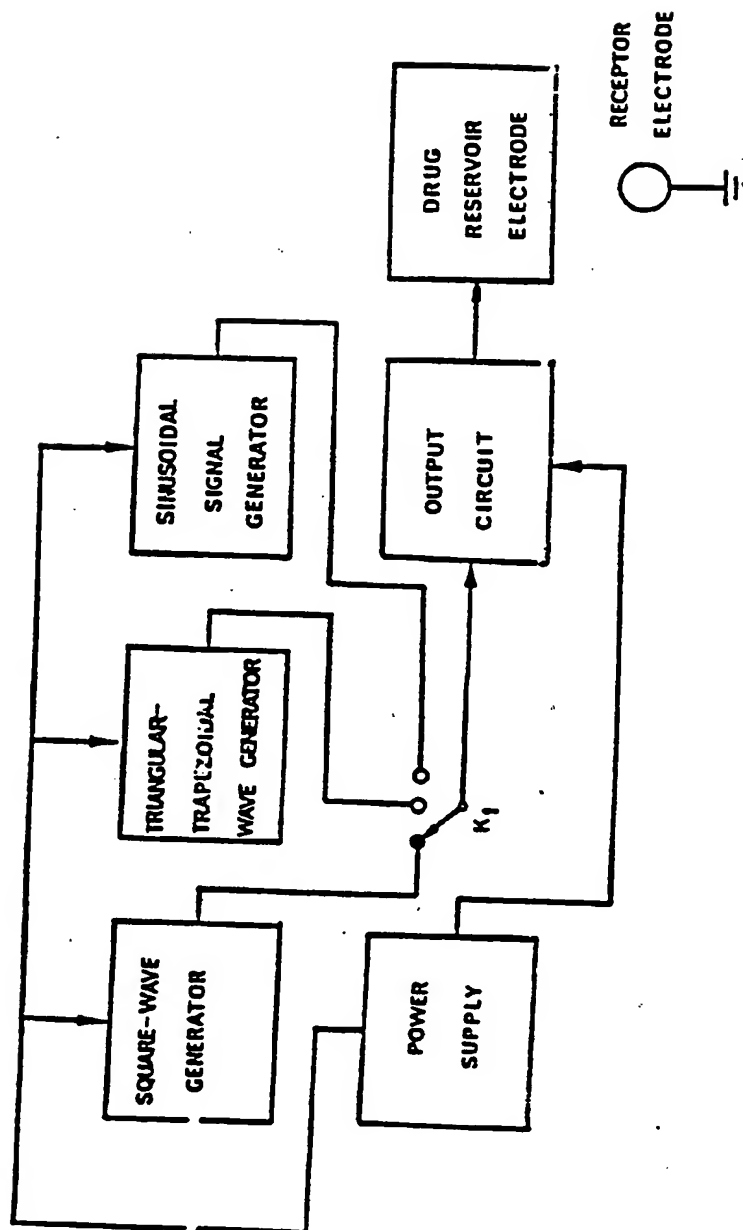 SQUARE-WAVE
GENERATOR
TRIANGULAR-
TRAPEZOIDAL
WAVE GENERATOR
SINUSOIDAL
SIGNAL
GENERATOR
K1
POWER
SUPPLY
OUTPUT
CIRCUIT
DRUG
RESERVOIR
ELECTRODE
RECEPTOR
ELECTRODE